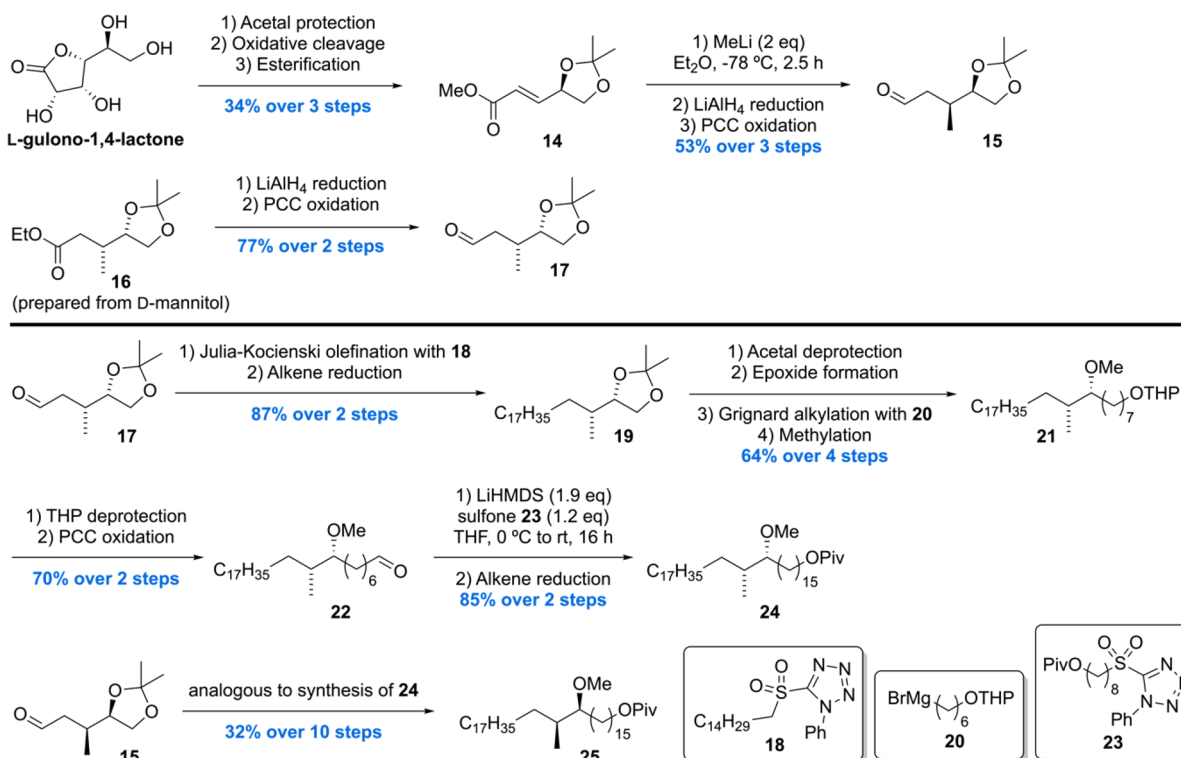 OH
OH
O
O
HO
OH
L-gulono-1,4-lactone
1) Acetal protection
2) Oxidative cleavage
3) Esterification
34% over 3 steps
O
O
MeO
O
14
1) MeLi (2 eq)
Et₂O, -78 ºC, 2.5 h
2) LiAlH₄ reduction
3) PCC oxidation
53% over 3 steps
O
O
O
15
O
O
EtO
O
16
(prepared from D-mannitol)
1) LiAlH₄ reduction
2) PCC oxidation
77% over 2 steps
O
O
O
17
O
O
O
17
1) Julia-Kocienski olefination with 18
2) Alkene reduction
87% over 2 steps
O
O
C₁₇H₃₅
19
1) Acetal deprotection
2) Epoxide formation
3) Grignard alkylation with 20
4) Methylation
64% over 4 steps
OMe
OTHP
C₁₇H₃₅
7
21
1) THP deprotection
2) PCC oxidation
70% over 2 steps
OMe
C₁₇H₃₅
O
6
22
1) LiHMDS (1.9 eq)
sulfone 23 (1.2 eq)
THF, 0 ºC to rt, 16 h
2) Alkene reduction
85% over 2 steps
OMe
OPiv
C₁₇H₃₅
15
24
O
O
O
15
analogous to synthesis of 24
32% over 10 steps
OMe
OPiv
C₁₇H₃₅
15
25
O
O
S
N
N
N
N
C₁₄H₂₉
Ph
18
BrMg
OTHP
6
20
O
O
PivO
S
8
N
N
N
N
Ph
23